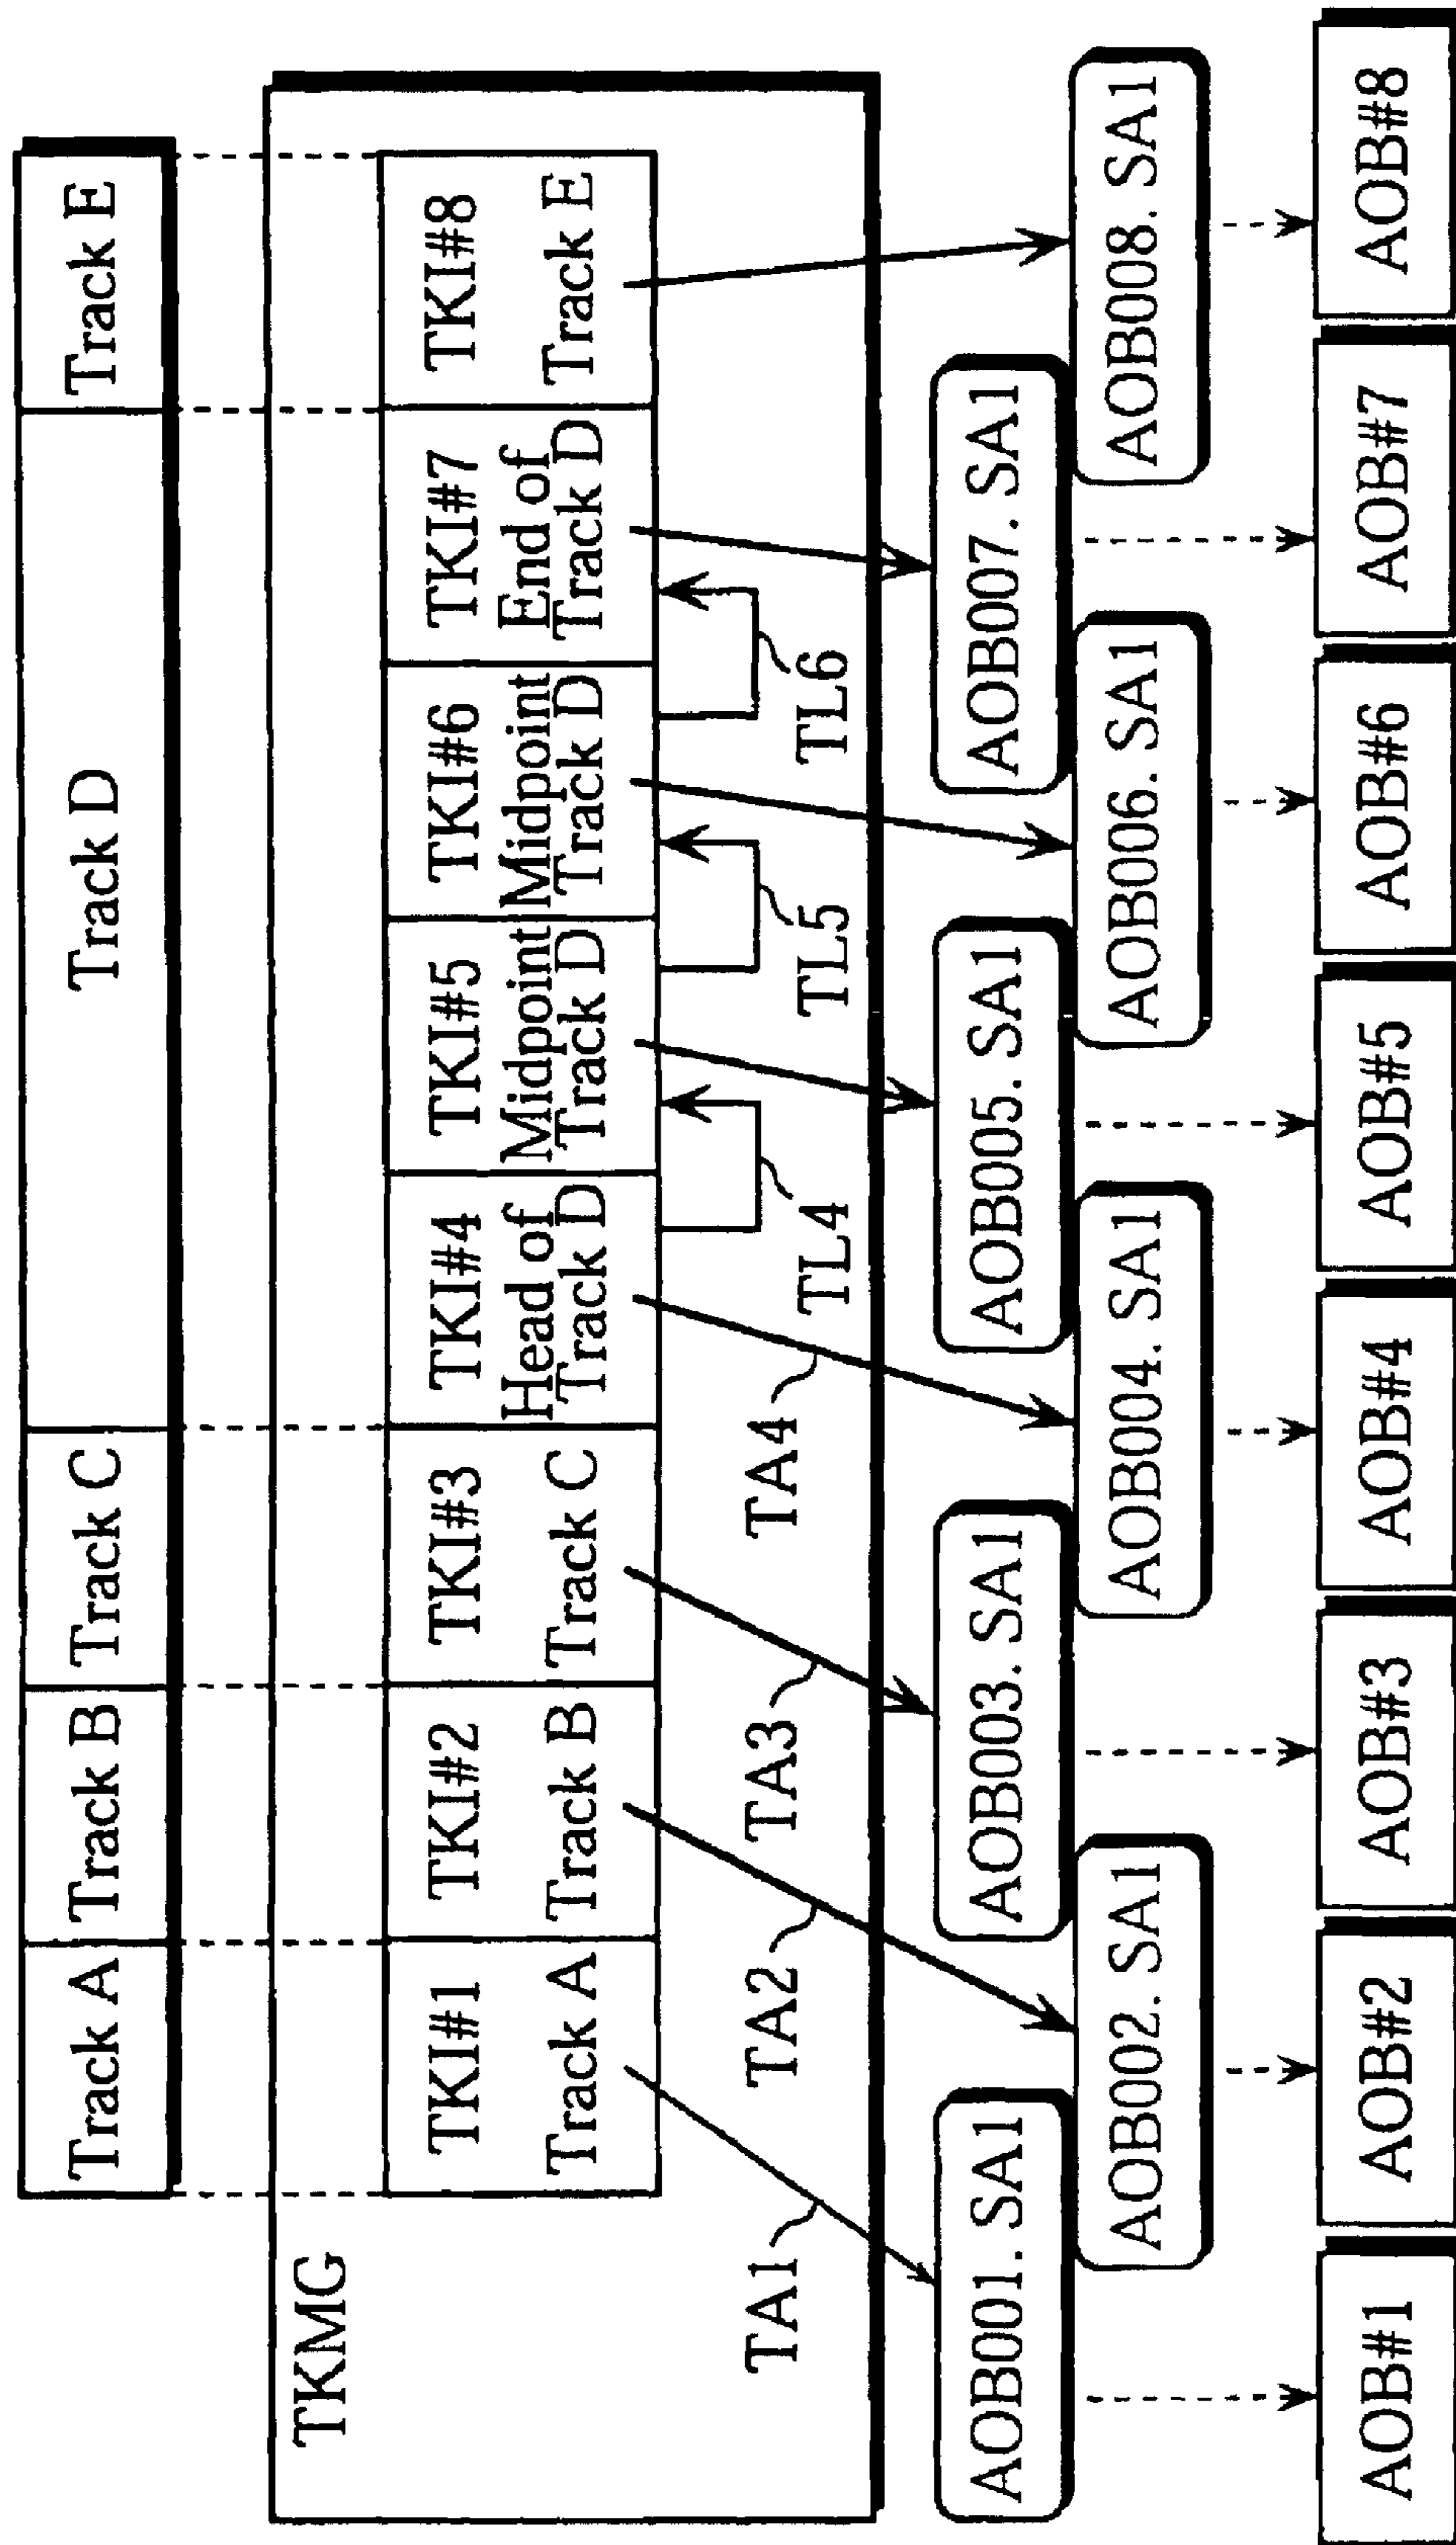 Track A
Track B
Track C
Track D
Track E
TKMG
TKI#1
Track A
TKI#2
Track B
TKI#3
Track C
TKI#4
Head of
Track D
TKI#5
Midpoint
Track D
TKI#6
Midpoint
Track D
TKI#7
End of
Track D
TKI#8
Track E
TA1
TA2
TA3
TA4
TL4
TL5
TL6
AOB001. SA1
AOB002. SA1
AOB003. SA1
AOB004. SA1
AOB005. SA1
AOB006. SA1
AOB007. SA1
AOB008. SA1
AOB#1
AOB#2
AOB#3
AOB#4
AOB#5
AOB#6
AOB#7
AOB#8